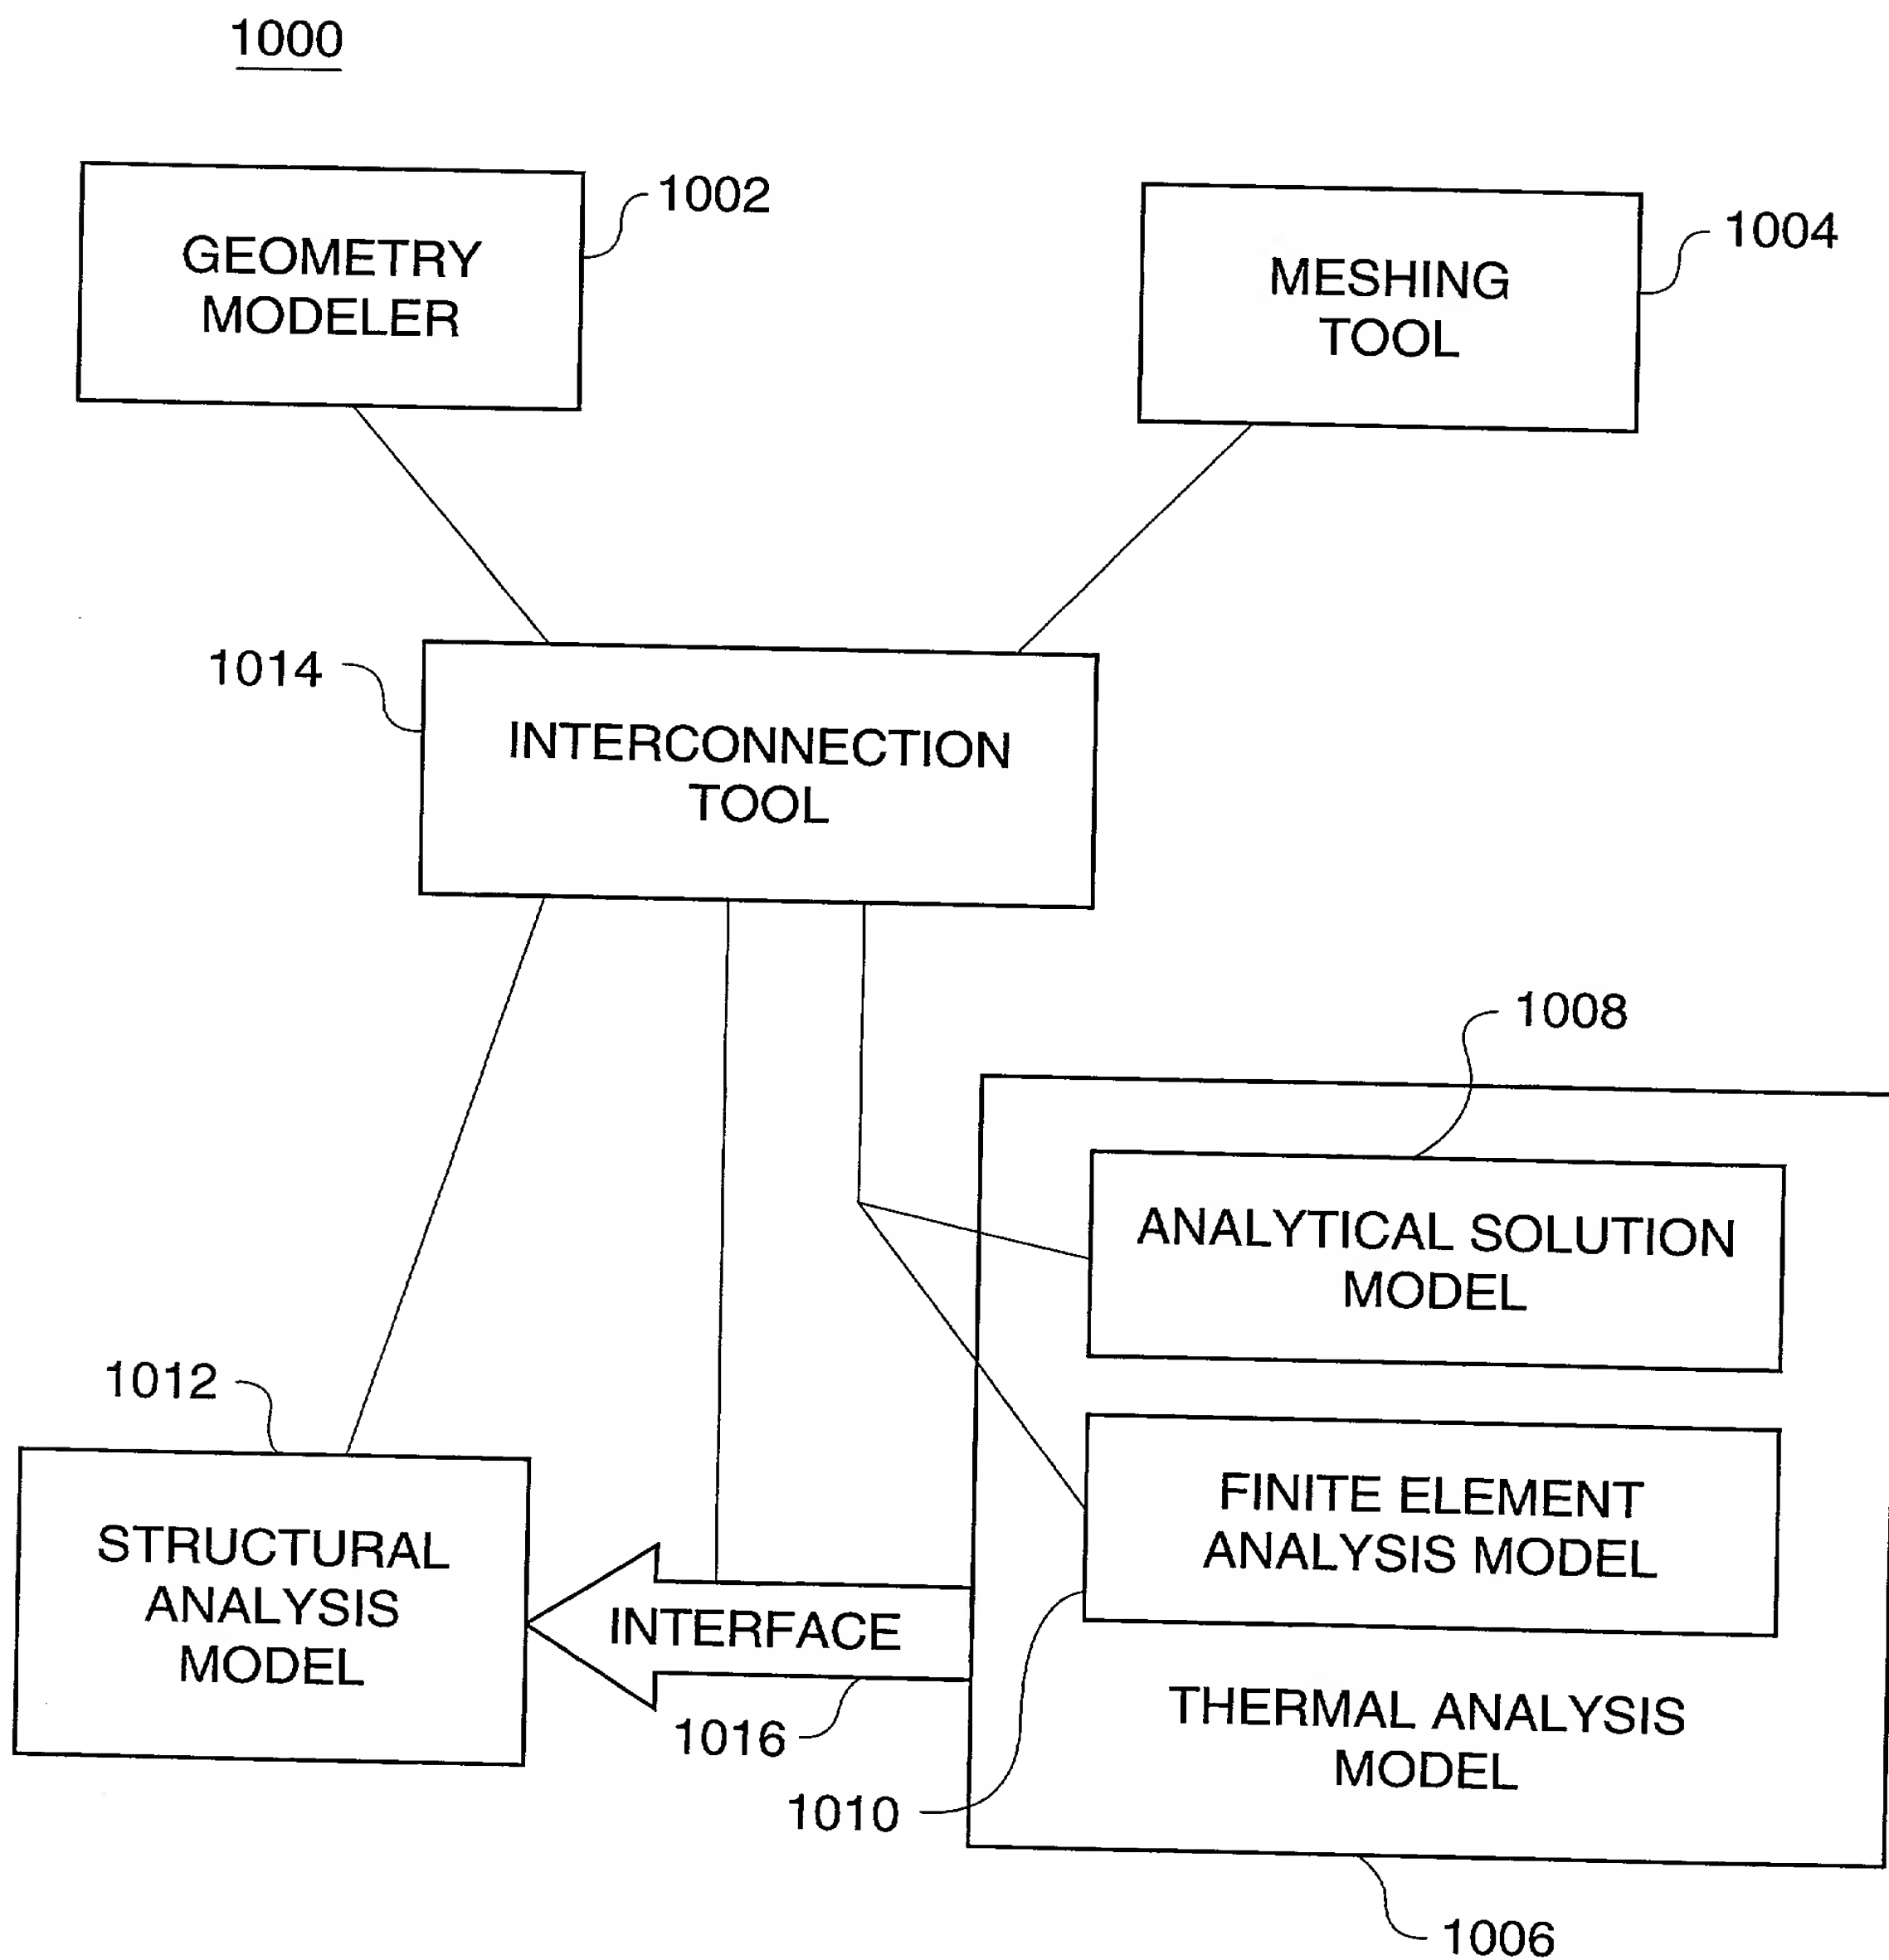 1000
GEOMETRY
MODELER
1002
MESHING
TOOL
1004
1014
INTERCONNECTION
TOOL
1008
ANALYTICAL SOLUTION
MODEL
1012
STRUCTURAL
ANALYSIS
MODEL
INTERFACE
1016
FINITE ELEMENT
ANALYSIS MODEL
1010
THERMAL ANALYSIS
MODEL
1006